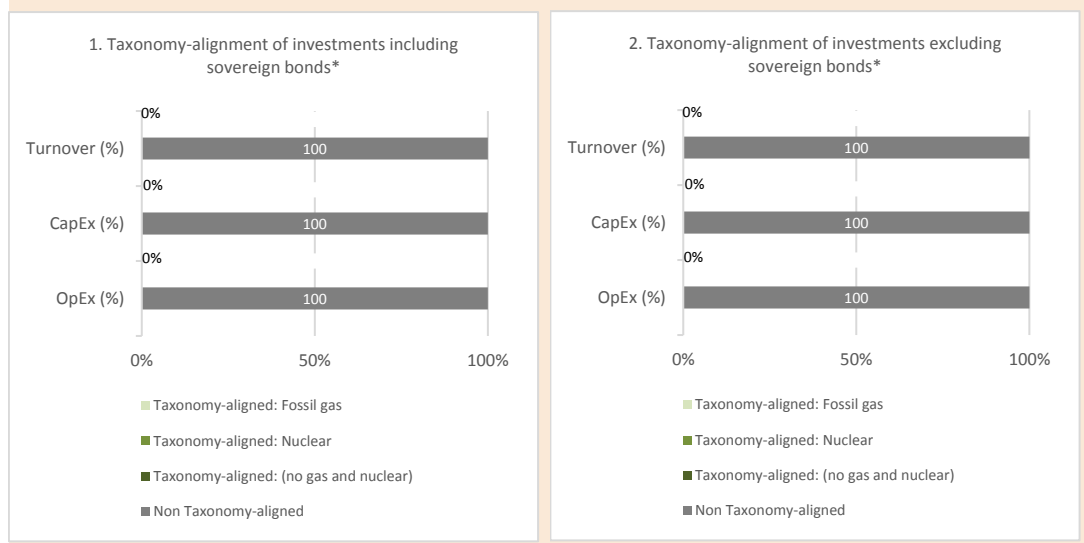 1. Taxonomy-alignment of investments including
sovereign bonds*
0%
Turnover (%)
100
0%
CapEx (%)
100
0%
OpEx (%)
100
0%
50%
100%
Taxonomy-aligned: Fossil gas
Taxonomy-aligned: Nuclear
Taxonomy-aligned: (no gas and nuclear)
Non Taxonomy-aligned
2. Taxonomy-alignment of investments excluding
sovereign bonds*
0%
Turnover (%)
100
0%
CapEx (%)
100
0%
OpEx (%)
100
0%
50%
100%
Taxonomy-aligned: Fossil gas
Taxonomy-aligned: Nuclear
Taxonomy-aligned: (no gas and nuclear)
Non Taxonomy-aligned